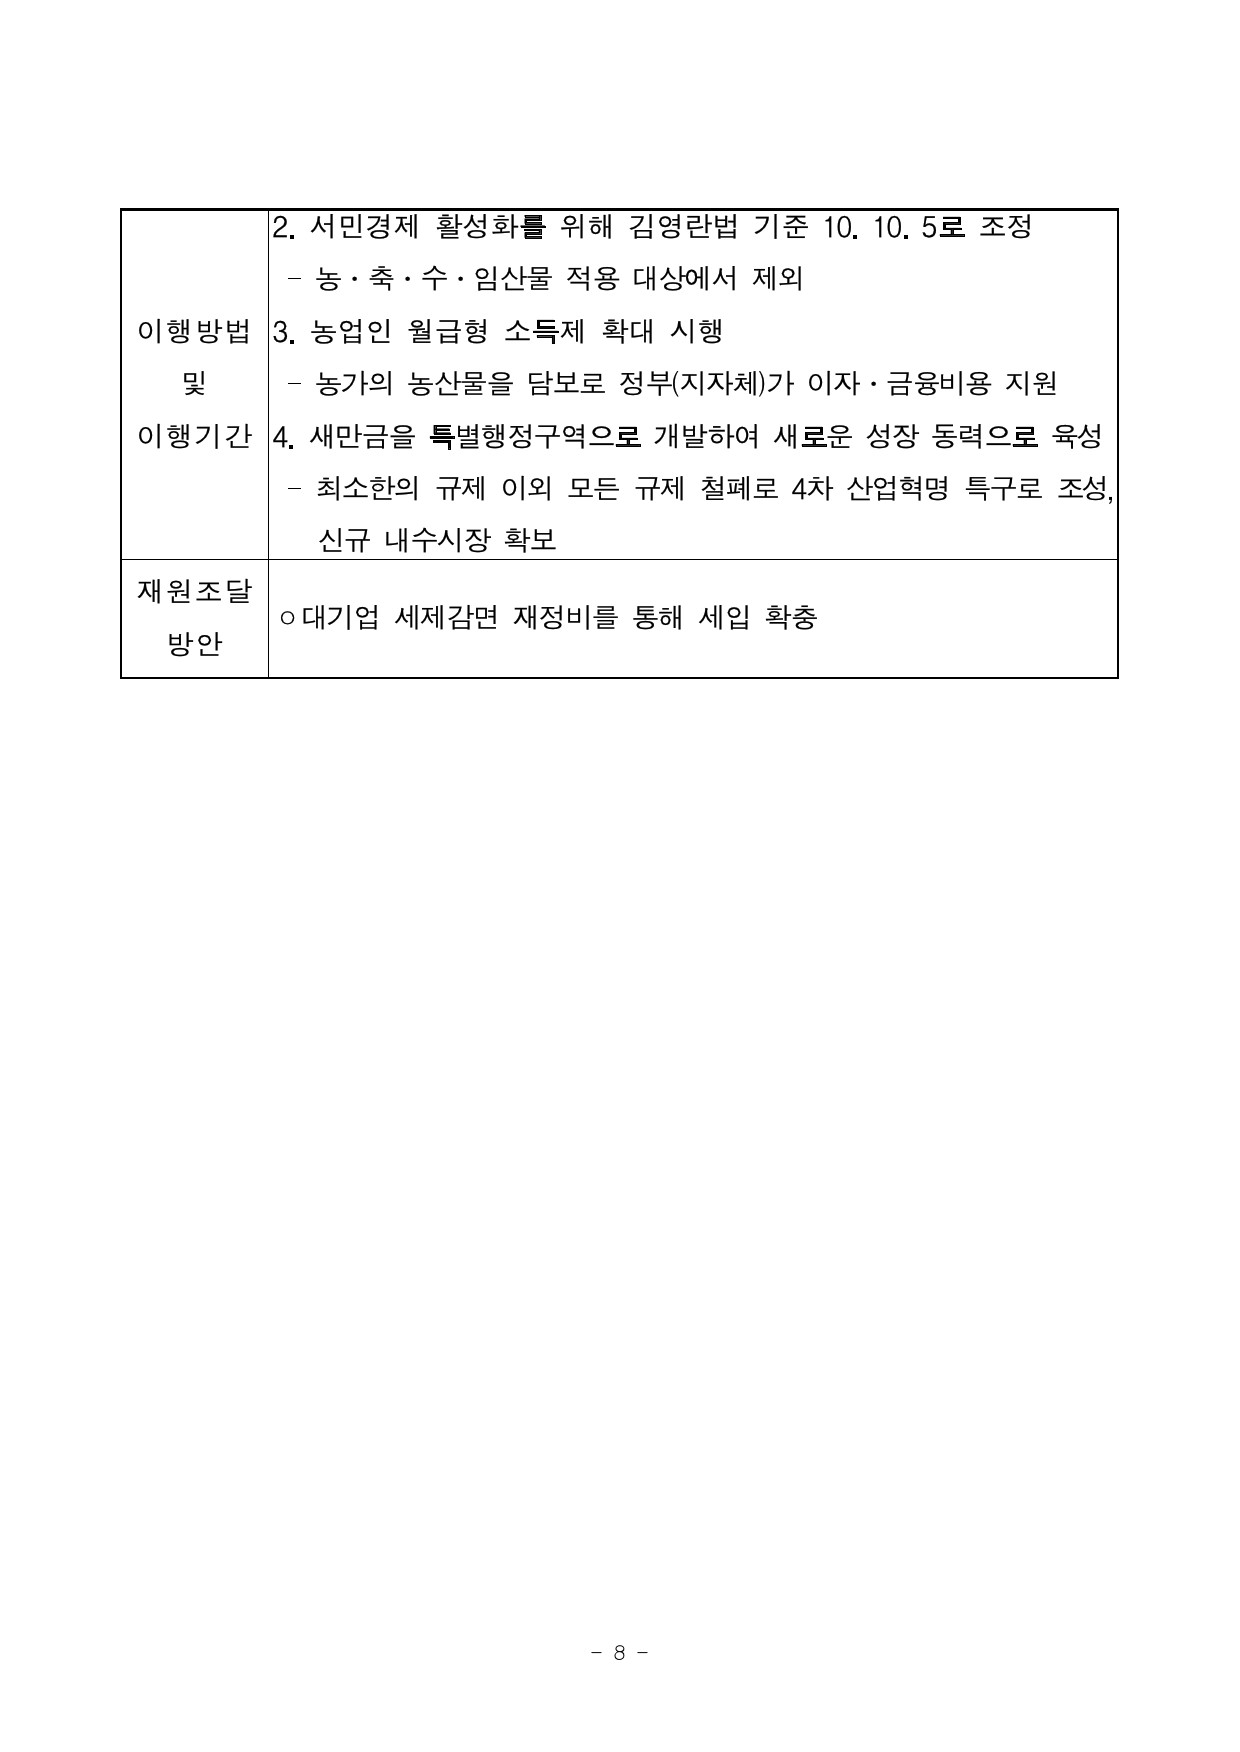 2. 서민경제 활성화를 위해 김영란법 기준 10. 10. 5로 조정
- 농·축·수·임산물 적용 대상에서 제외
이행방법
3. 농업인 월급형 소득제 확대 시행
및
- 농가의 농산물을 담보로 정부(지자체)가 이자·금융비용 지원
이행기간
4. 새만금을 특별행정구역으로 개발하여 새로운 성장 동력으로 육성
- 최소한의 규제 이외 모든 규제 철폐로 4차 산업혁명 특구로 조성,
신규 내수시장 확보
재원조달
방안
○ 대기업 세제감면 재정비를 통해 세입 확충
- 8 -